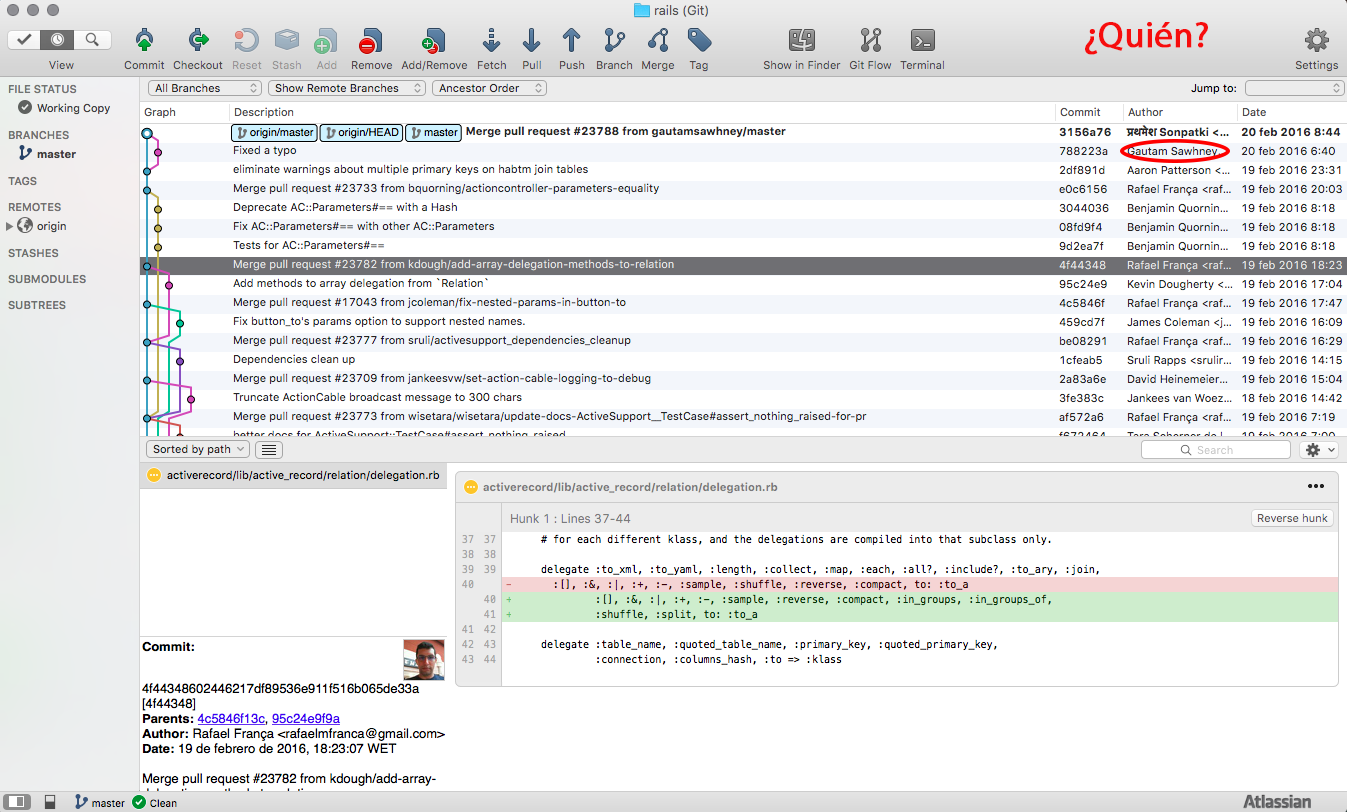 rails (Git)
¿Quién?
View Commit Checkout Reset Stash Add Remove Add/Remove Fetch Pull Push Branch Merge Tag Show in Finder Git Flow Terminal Settings
All Branches Show Remote Branches Ancestor Order Jump to:
FILE STATUS
Working Copy
BRANCHES
master
TAGS
REMOTES
origin
STASHES
SUBMODULES
SUBTREES
Graph Description Commit Author Date
origin/master origin/HEAD master Merge pull request #23788 from gautamsawhney/master 3156a76 प्रथमेश Sonpatki <... 20 feb 2016 8:44
Fixed a typo 788223a Gautam Sawhney 20 feb 2016 6:40
eliminate warnings about multiple primary keys on habtm join tables 2df891d Aaron Patterson <... 19 feb 2016 23:31
Merge pull request #23733 from bquorning/actioncontroller-parameters-equality e0c6156 Rafael França <raf... 19 feb 2016 20:03
Deprecate AC::Parameters#== with a Hash 3044036 Benjamin Quornin... 19 feb 2016 8:18
Fix AC::Parameters#== with other AC::Parameters 08fd9f4 Benjamin Quornin... 19 feb 2016 8:18
Tests for AC::Parameters#== 9d2ea7f Benjamin Quornin... 19 feb 2016 8:18
Merge pull request #23782 from kdough/add-array-delegation-methods-to-relation 4f44348 Rafael França <raf... 19 feb 2016 18:23
Add methods to array delegation from `Relation` 95c24e9 Kevin Dougherty <... 19 feb 2016 17:04
Merge pull request #17043 from jcoleman/fix-nested-params-in-button-to 4c5846f Rafael França <raf... 19 feb 2016 17:47
Fix button_to's params option to support nested names. 459cd7f James Coleman <j... 19 feb 2016 16:09
Merge pull request #23777 from sruli/activesupport_dependencies_cleanup be08291 Rafael França <raf... 19 feb 2016 16:29
Dependencies clean up 1cfeab5 Sruli Rapps <srulir... 19 feb 2016 14:15
Merge pull request #23709 from jankeesvw/set-action-cable-logging-to-debug 2a83a6e David Heinemeier... 19 feb 2016 15:04
Truncate ActionCable broadcast message to 300 chars 3fe383c Jankees van Woez... 18 feb 2016 14:42
Merge pull request #23773 from wisetara/wisetara/update-docs-ActiveSupport__TestCase#assert_nothing_raised-for-pr af572a6 Rafael França <raf... 19 feb 2016 7:19
better docs for ActiveSupport::TestCase#assert_nothing_raised
Sorted by path Search
activerecord/lib/active_record/relation/delegation.rb
activerecord/lib/active_record/relation/delegation.rb
Hunk 1 : Lines 37-44 Reverse hunk
37 37 # for each different klass, and the delegations are compiled into that subclass only.
38 38
39 39 delegate :to_xml, :to_yaml, :length, :collect, :map, :each, :all?, :include?, :to_ary, :join,
40 - :[], :&, :|, :+, :-, :sample, :shuffle, :reverse, :compact, to: :to_a
40 + :[], :&, :|, :+, :-, :sample, :reverse, :compact, :in_groups, :in_groups_of,
41 + :shuffle, :split, to: :to_a
41 42
42 43 delegate :table_name, :quoted_table_name, :primary_key, :quoted_primary_key,
43 44 :connection, :columns_hash, :to => :klass
Commit:
4f44348602446217df89536e911f516b065de33a
[4f44348]
Parents: 4c5846f13c, 95c24e9f9a
Author: Rafael França <rafaelmfranca@gmail.com>
Date: 19 de febrero de 2016, 18:23:07 WET
Merge pull request #23782 from kdough/add-array-
master Clean Atlassian